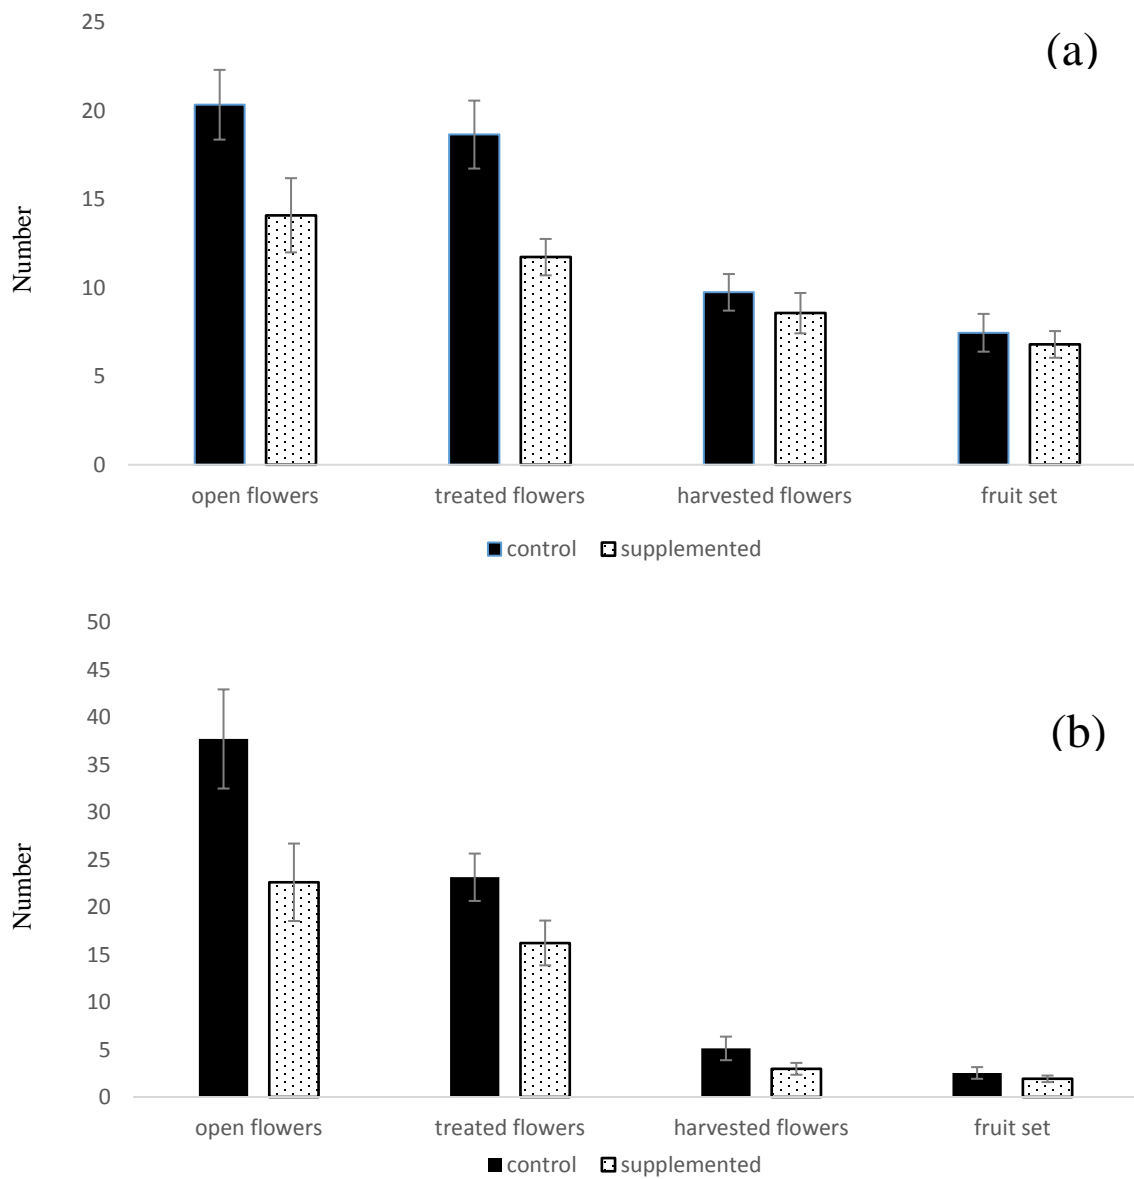 (a)
25
20
15
10
5
0
Number
open flowers treated flowers harvested flowers fruit set
control supplemented
(b)
50
45
40
35
30
25
20
15
10
5
0
Number
open flowers treated flowers harvested flowers fruit set
control supplemented